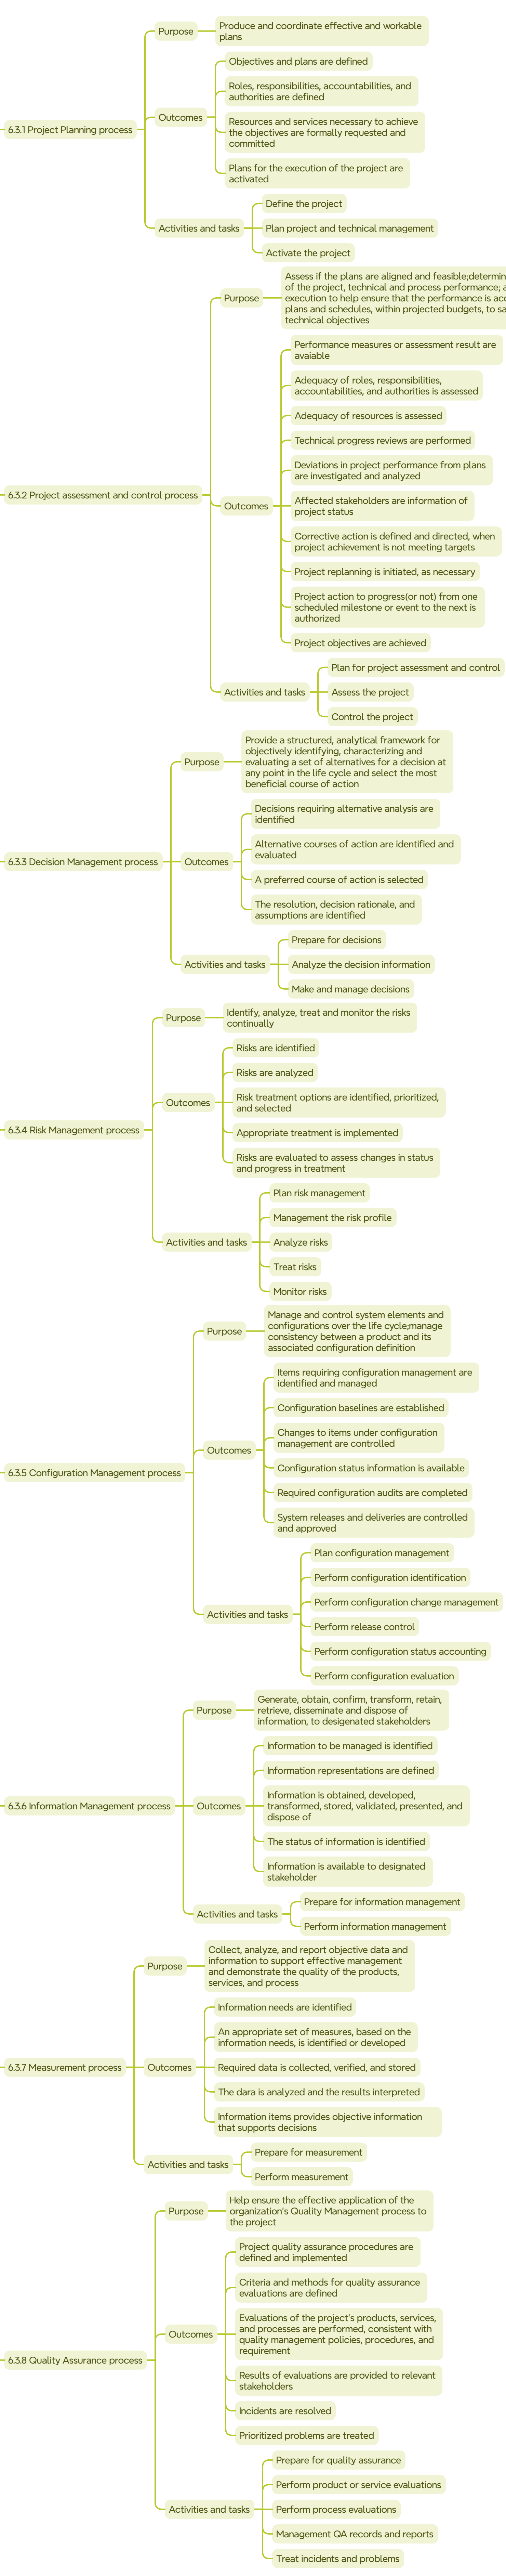 Purpose
Produce and coordinate effective and workable
plans
Objectives and plans are defined
Roles, responsibilities, accountabilities, and
authorities are defined
Outcomes
Resources and services necessary to achieve
the objectives are formally requested and
committed
6.3.1 Project Planning process
Plans for the execution of the project are
activated
Define the project
Activities and tasks
Plan project and technical management
Activate the project
Assess if the plans are aligned and feasible;determin
of the project, technical and process performance; a
Purpose
execution to help ensure that the performance is acc
plans and schedules, within projected budgets, to sa
technical objectives
Performance measures or assessment result are
avaiable
Adequacy of roles, responsibilities,
accountabilities, and authorities is assessed
Adequacy of resources is assessed
Technical progress reviews are performed
Deviations in project performance from plans
are investigated and analyzed
6.3.2 Project assessment and control process
Outcomes
Affected stakeholders are information of
project status
Corrective action is defined and directed, when
project achievement is not meeting targets
Project replanning is initiated, as necessary
Project action to progress(or not) from one
scheduled milestone or event to the next is
authorized
Project objectives are achieved
Plan for project assessment and control
Activities and tasks
Assess the project
Control the project
Purpose
Provide a structured, analytical framework for
objectively identifying, characterizing and
evaluating a set of alternatives for a decision at
any point in the life cycle and select the most
beneficial course of action
Decisions requiring alternative analysis are
identified
Alternative courses of action are identified and
evaluated
6.3.3 Decision Management process
Outcomes
A preferred course of action is selected
The resolution, decision rationale, and
assumptions are identified
Prepare for decisions
Activities and tasks
Analyze the decision information
Make and manage decisions
Purpose
Identify, analyze, treat and monitor the risks
continually
Risks are identified
Risks are analyzed
Outcomes
Risk treatment options are identified, prioritized,
and selected
6.3.4 Risk Management process
Appropriate treatment is implemented
Risks are evaluated to assess changes in status
and progress in treatment
Plan risk management
Management the risk profile
Activities and tasks
Analyze risks
Treat risks
Monitor risks
Purpose
Manage and control system elements and
configurations over the life cycle;manage
consistency between a product and its
associated configuration definition
Items requiring configuration management are
identified and managed
Configuration baselines are established
Outcomes
Changes to items under configuration
management are controlled
6.3.5 Configuration Management process
Configuration status information is available
Required configuration audits are completed
System releases and deliveries are controlled
and approved
Plan configuration management
Perform configuration identification
Perform configuration change management
Activities and tasks
Perform release control
Perform configuration status accounting
Perform configuration evaluation
Purpose
Generate, obtain, confirm, transform, retain,
retrieve, disseminate and dispose of
information, to desigenated stakeholders
Information to be managed is identified
Information representations are defined
6.3.6 Information Management process
Outcomes
Information is obtained, developed,
transformed, stored, validated, presented, and
dispose of
The status of information is identified
Information is available to designated
stakeholder
Prepare for information management
Activities and tasks
Perform information management
Purpose
Collect, analyze, and report objective data and
information to support effective management
and demonstrate the quality of the products,
services, and process
Information needs are identified
An appropriate set of measures, based on the
information needs, is identified or developed
6.3.7 Measurement process
Outcomes
Required data is collected, verified, and stored
The dara is analyzed and the results interpreted
Information items provides objective information
that supports decisions
Prepare for measurement
Activities and tasks
Perform measurement
Purpose
Help ensure the effective application of the
organization's Quality Management process to
the project
Project quality assurance procedures are
defined and implemented
Criteria and methods for quality assurance
evaluations are defined
Outcomes
Evaluations of the project's products, services,
and processes are performed, consistent with
quality management policies, procedures, and
requirement
6.3.8 Quality Assurance process
Results of evaluations are provided to relevant
stakeholders
Incidents are resolved
Prioritized problems are treated
Prepare for quality assurance
Perform product or service evaluations
Activities and tasks
Perform process evaluations
Management QA records and reports
Treat incidents and problems